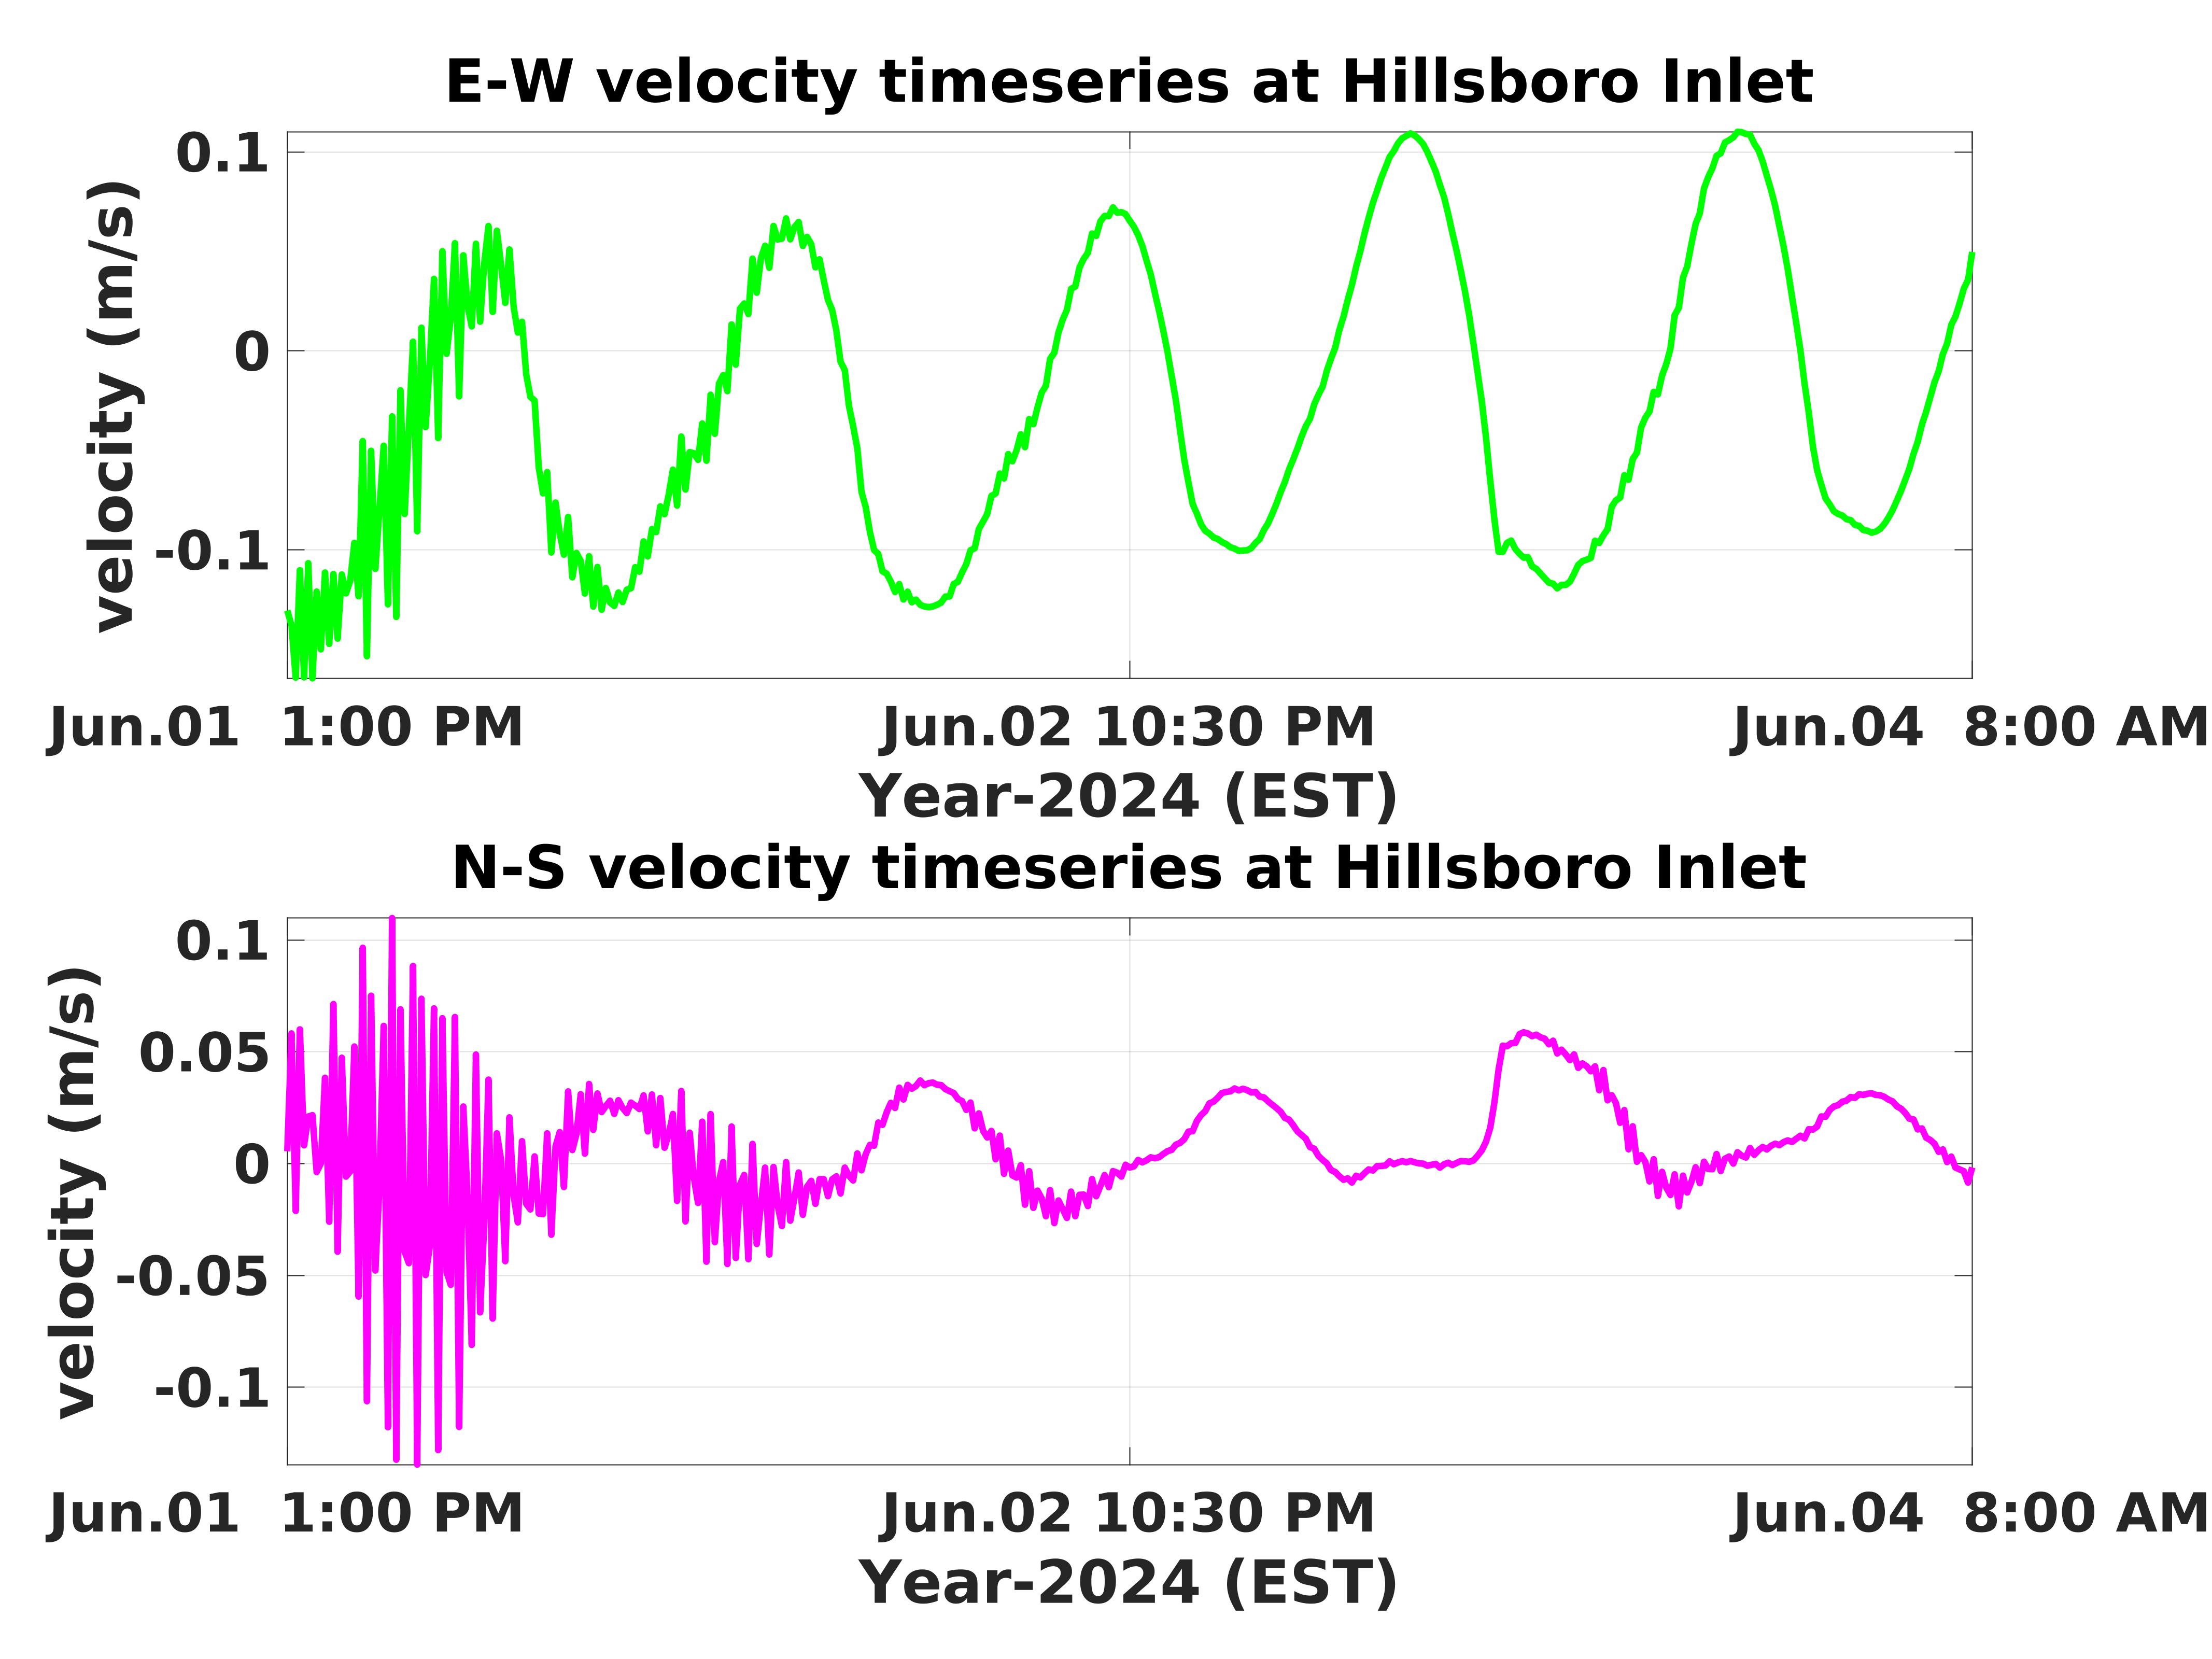 E-W velocity timeseries at Hillsboro Inlet
velocity (m/s)
0.1
0
-0.1
Jun.01  1:00 PM
Jun.02 10:30 PM
Jun.04  8:00 AM
Year-2024 (EST)
N-S velocity timeseries at Hillsboro Inlet
velocity (m/s)
0.1
0.05
0
-0.05
-0.1
Jun.01  1:00 PM
Jun.02 10:30 PM
Jun.04  8:00 AM
Year-2024 (EST)